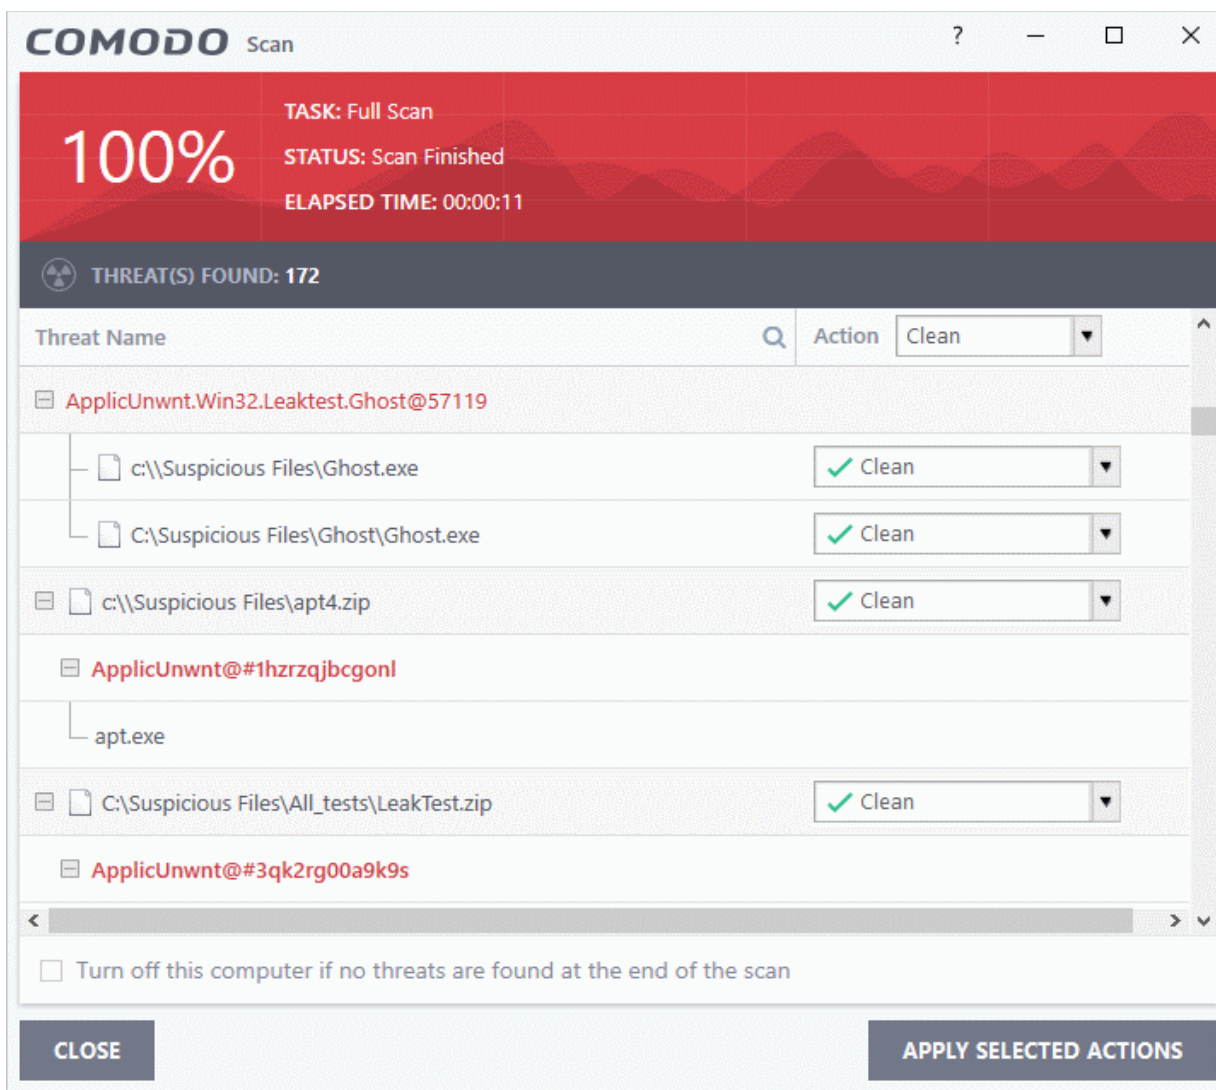 COMODO Scan
100%
TASK: Full Scan
STATUS: Scan Finished
ELAPSED TIME: 00:00:11
THREAT(S) FOUND: 172
Threat Name Action Clean
ApplicUnwnt.Win32.Leaktest.Ghost@57119
c:\\Suspicious Files\Ghost.exe Clean
C:\Suspicious Files\Ghost\Ghost.exe Clean
c:\\Suspicious Files\apt4.zip Clean
ApplicUnwnt@#1hzrzqjbcgonl
apt.exe
C:\Suspicious Files\All_tests\LeakTest.zip Clean
ApplicUnwnt@#3qk2rg00a9k9s
Turn off this computer if no threats are found at the end of the scan
CLOSE APPLY SELECTED ACTIONS